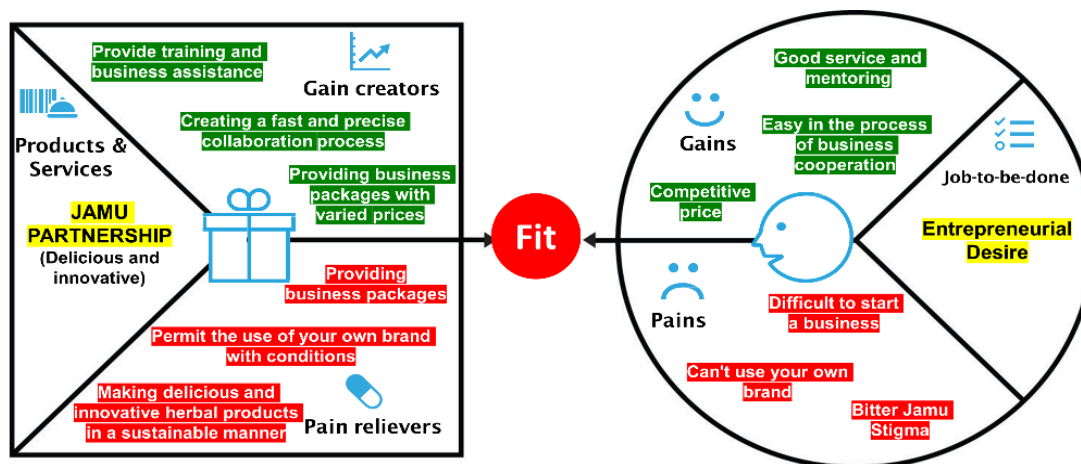 Provide training and
business assistance
Gain creators
Creating a fast and precise
collaboration process
Products &
Services
Providing business
packages with
varied prices
JAMU
PARTNERSHIP
(Delicious and
innovative)
Providing
business packages
Permit the use of your own brand
with conditions
Making delicious and
innovative herbal products
in a sustainable manner
Pain relievers
Fit
Good service and
mentoring
Gains
Easy in the process
of business
cooperation
Competitive
price
Job-to-be-done
Entrepreneurial
Desire
Pains
Difficult to start
a business
Can't use your own
brand
Bitter Jamu
Stigma